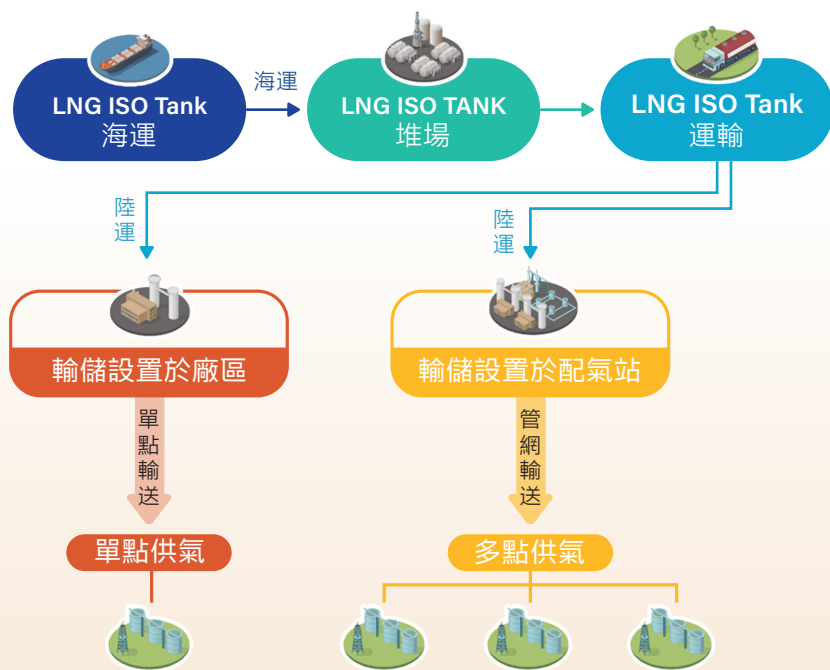 LNG ISO Tank
海運
海運
LNG ISO TANK
堆場
LNG ISO Tank
運輸
陸運
陸運
輸儲設置於廠區
輸儲設置於配氣站
單點輸送
管網輸送
單點供氣
多點供氣